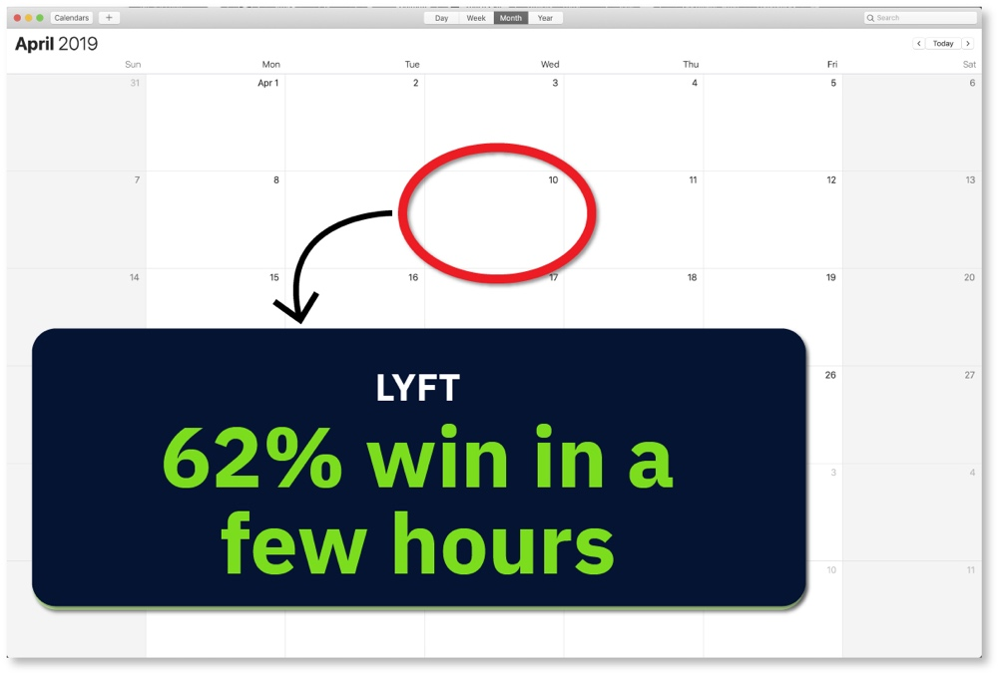 Calendars + Day Week Month Year Search
April 2019 < Today >
Sun Mon Tue Wed Thu Fri Sat
31 Apr 1 2 3 4 5 6
7 8 10 11 12 13
14 15 16 17 18 19 20
26 27
3 4
10 11
LYFT
62% win in a
few hours